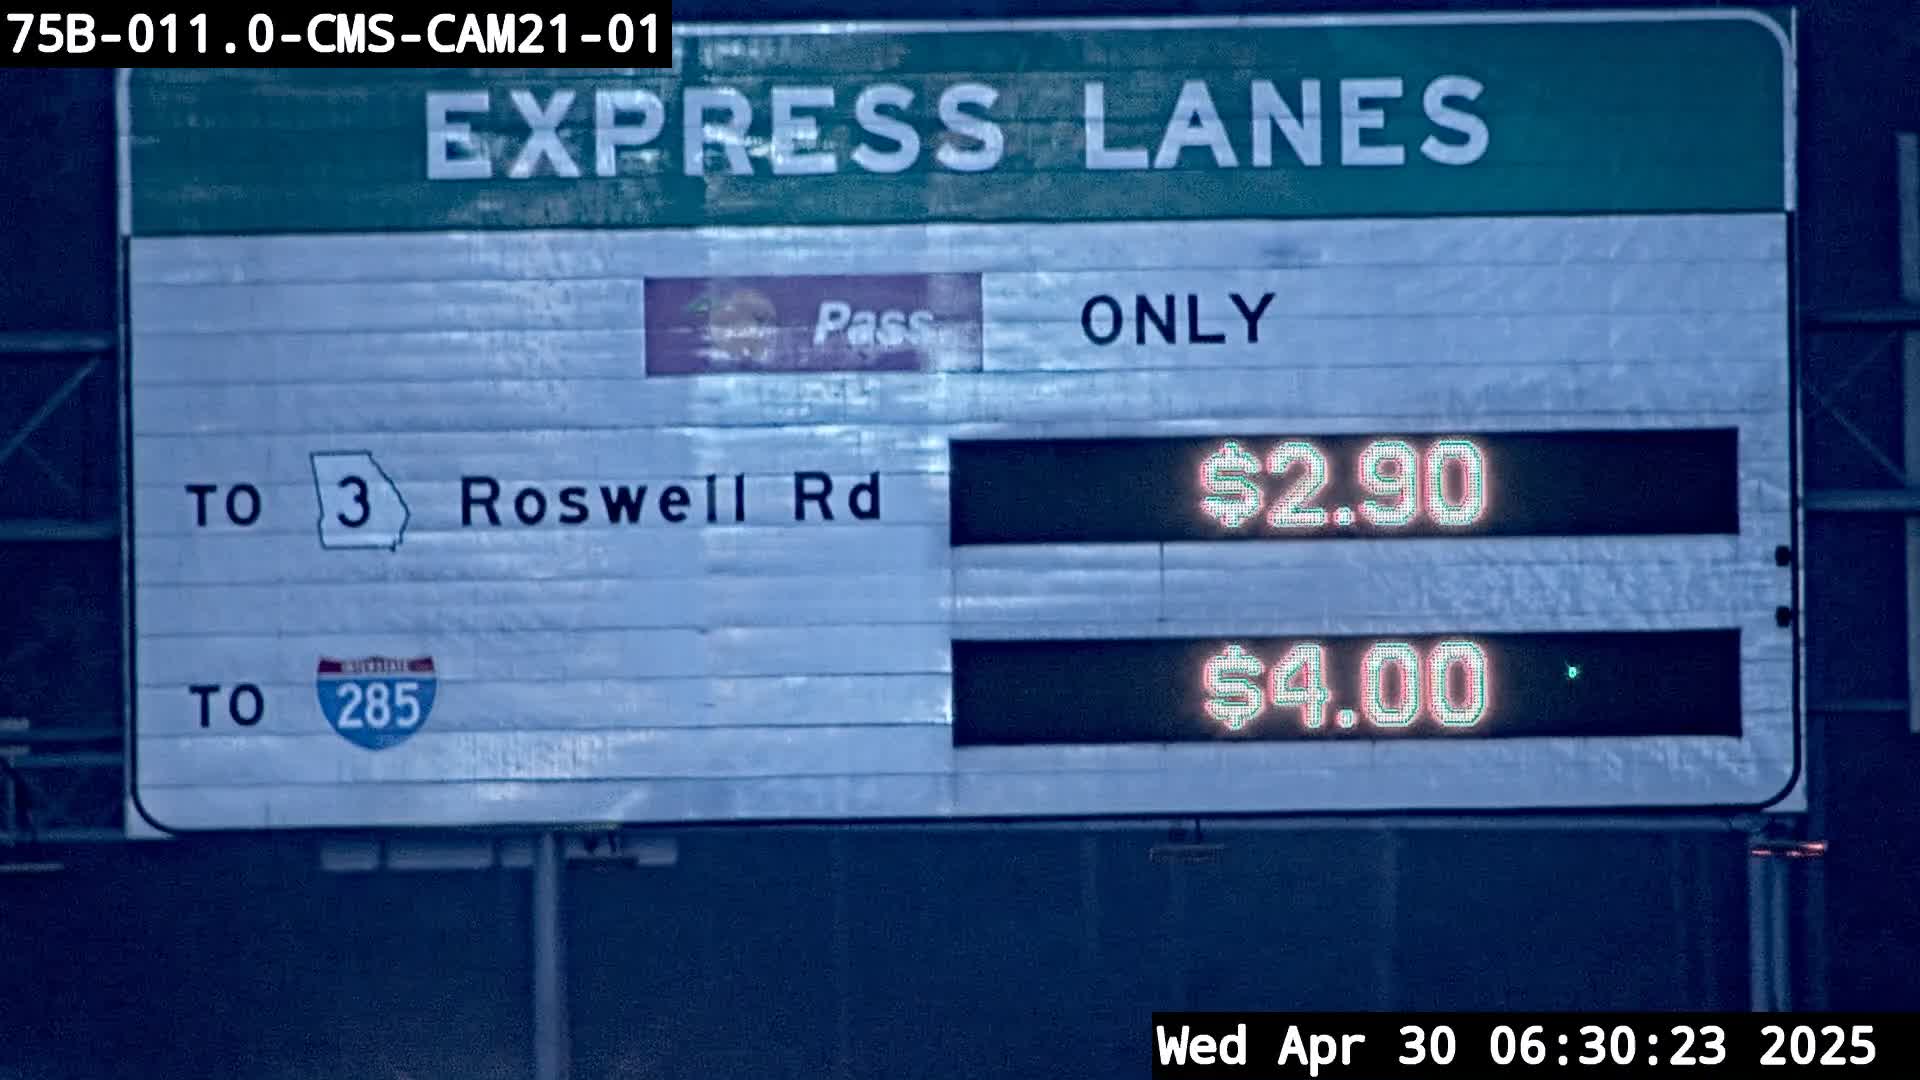 75B-011.0-CMS-CAM21-01
EXPRESS LANES
Pass ONLY
TO 3 Roswell Rd $2.90
INTERSTATE
TO 285 $4.00
Wed Apr 30 06:30:23 2025